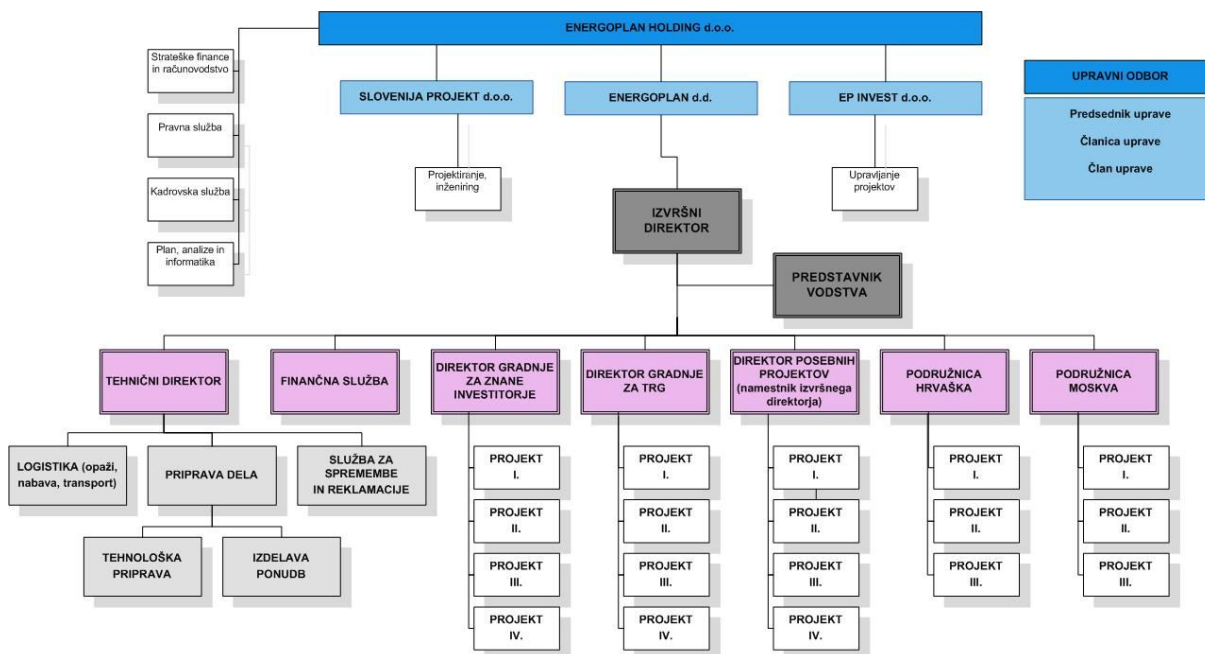 ENERGOPLAN HOLDING d.o.o.
Strateške finance
in računovodstvo
Pravna služba
Kadrovska služba
Plan, analize in
informatika
SLOVENIJA PROJEKT d.o.o.
ENERGOPLAN d.d.
EP INVEST d.o.o.
UPRAVNI ODBOR
Predsednik uprave
Članica uprave
Član uprave
Projektiranje,
inženiring
Upravljanje
projektov
IZVRŠNI
DIREKTOR
PREDSTAVNIK
VODSTVA
TEHNIČNI DIREKTOR
FINANČNA SLUŽBA
DIREKTOR GRADNJE
ZA ZNANE
INVESTITORJE
DIREKTOR GRADNJE
ZA TRG
DIREKTOR POSEBNIH
PROJEKTOV
(namestnik izvršnega
direktorja)
PODRUŽNICA
HRVAŠKA
PODRUŽNICA
MOSKVA
LOGISTIKA (opaži,
nabava, transport)
PRIPRAVA DELA
SLUŽBA ZA
SPREMEMBE
IN REKLAMACIJE
TEHNOLOŠKA
PRIPRAVA
IZDELAVA
PONUDB
PROJEKT
I.
PROJEKT
II.
PROJEKT
III.
PROJEKT
IV.
PROJEKT
I.
PROJEKT
II.
PROJEKT
III.
PROJEKT
IV.
PROJEKT
I.
PROJEKT
II.
PROJEKT
III.
PROJEKT
IV.
PROJEKT
I.
PROJEKT
II.
PROJEKT
III.
PROJEKT
I.
PROJEKT
II.
PROJEKT
III.